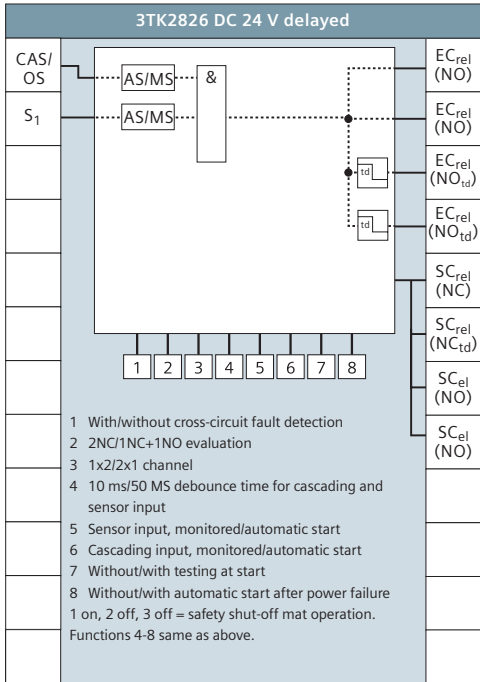 3TK2826 DC 24 V delayed
CAS/
OS
S1
AS/MS
AS/MS
&
td
td
ECrel
(NO)
ECrel
(NO)
ECrel
(NOtd)
ECrel
(NOtd)
SCrel
(NC)
SCrel
(NCtd)
SCel
(NO)
SCel
(NO)
1 2 3 4 5 6 7 8
1 With/without cross-circuit fault detection
2 2NC/1NC+1NO evaluation
3 1x2/2x1 channel
4 10 ms/50 MS debounce time for cascading and
sensor input
5 Sensor input, monitored/automatic start
6 Cascading input, monitored/automatic start
7 Without/with testing at start
8 Without/with automatic start after power failure
1 on, 2 off, 3 off = safety shut-off mat operation.
Functions 4-8 same as above.